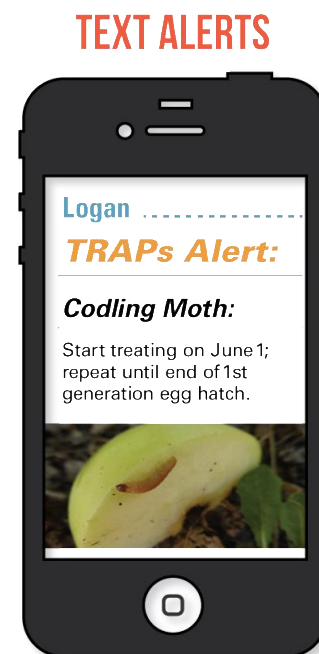 TEXT ALERTS
Logan
TRAPs Alert:
Codling Moth:
Start treating on June 1;
repeat until end of 1st
generation egg hatch.